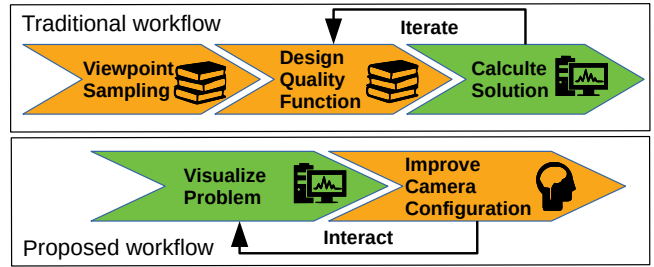 Traditional workflow
Iterate
Viewpoint
Sampling
Design
Quality
Function
Calculte
Solution
Visualize
Problem
Improve
Camera
Configuration
Interact
Proposed workflow